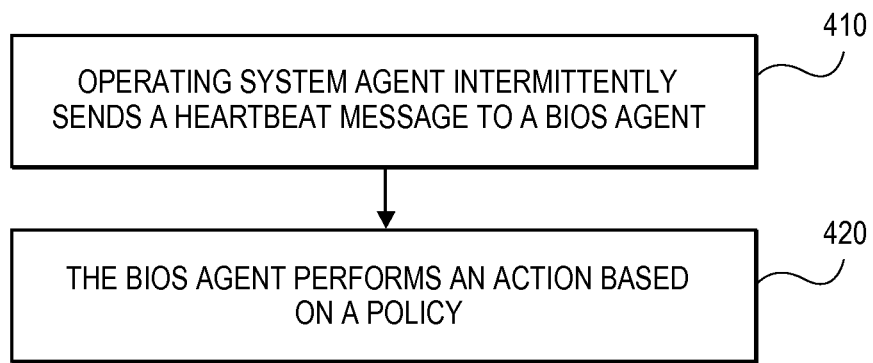 410
OPERATING SYSTEM AGENT INTERMITTENTLY
SENDS A HEARTBEAT MESSAGE TO A BIOS AGENT
420
THE BIOS AGENT PERFORMS AN ACTION BASED
ON A POLICY